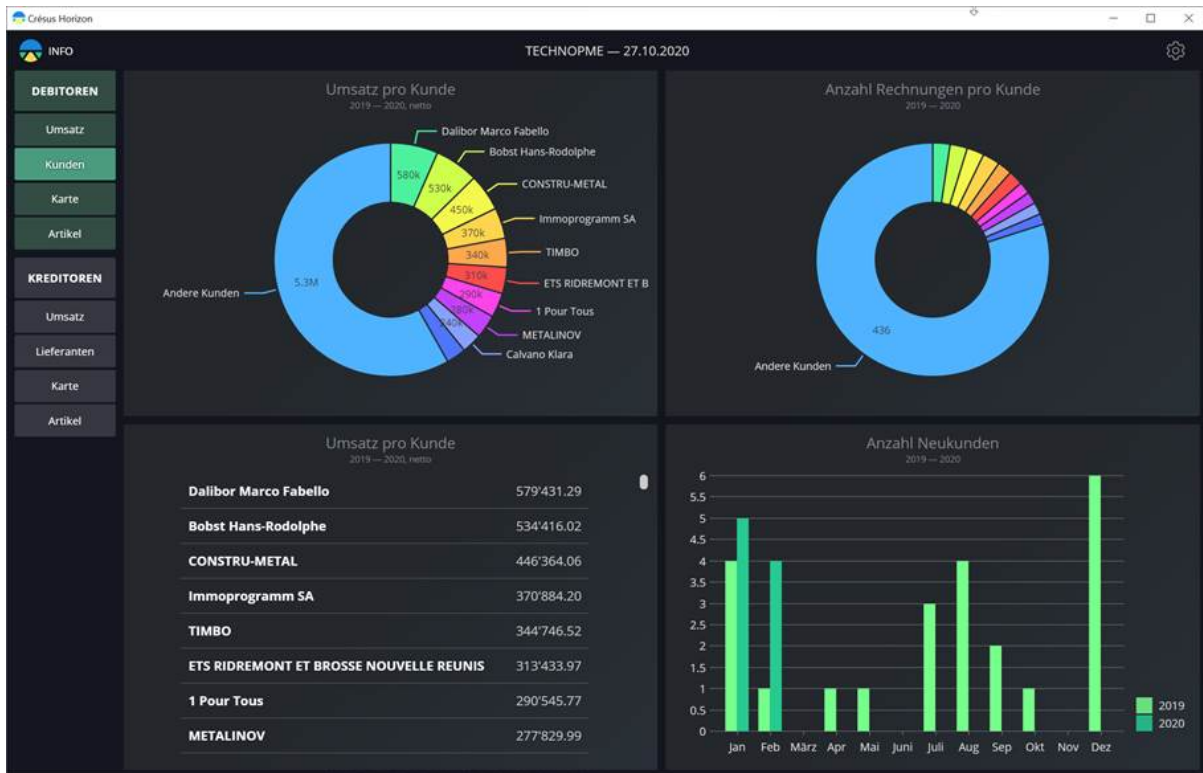 Crésus Horizon
INFO
TECHNOPME — 27.10.2020
DEBITOREN
Umsatz
Kunden
Karte
Artikel
KREDITOREN
Umsatz
Lieferanten
Karte
Artikel
Umsatz pro Kunde
2019 — 2020, netto
Dalibor Marco Fabello
Bobst Hans-Rodolphe
CONSTRU-METAL
Immoprogramm SA
TIMBO
ETS RIDREMONT ET B
1 Pour Tous
METALINOV
Calvano Klara
Andere Kunden
580k
530k
450k
370k
340k
310k
290k
280k
240k
5.3M
Anzahl Rechnungen pro Kunde
2019 — 2020
436
Andere Kunden
Umsatz pro Kunde
2019 — 2020, netto
Dalibor Marco Fabello 579'431.29
Bobst Hans-Rodolphe 534'416.02
CONSTRU-METAL 446'364.06
Immoprogramm SA 370'884.20
TIMBO 344'746.52
ETS RIDREMONT ET BROSSE NOUVELLE REUNIS 313'433.97
1 Pour Tous 290'545.77
METALINOV 277'829.99
Anzahl Neukunden
2019 — 2020
6
5.5
5
4.5
4
3.5
3
2.5
2
1.5
1
0.5
0
Jan Feb März Apr Mai Juni Juli Aug Sep Okt Nov Dez
2019
2020